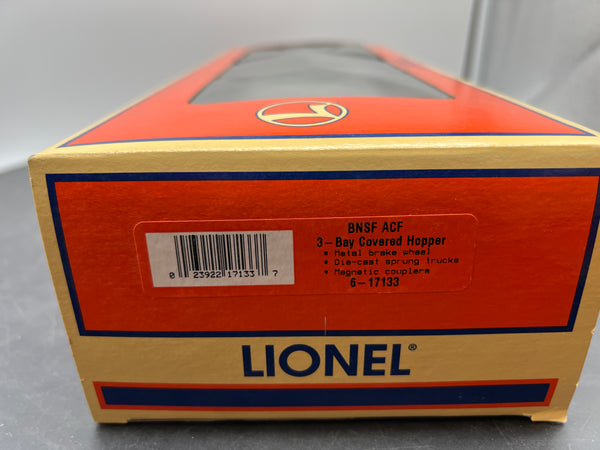 L
BNSF ACF
3-Bay Covered Hopper
* Metal brake wheel
* Die-cast sprung trucks
* Magnetic couplers
6-17133
0 23922 17133 7
LIONEL®